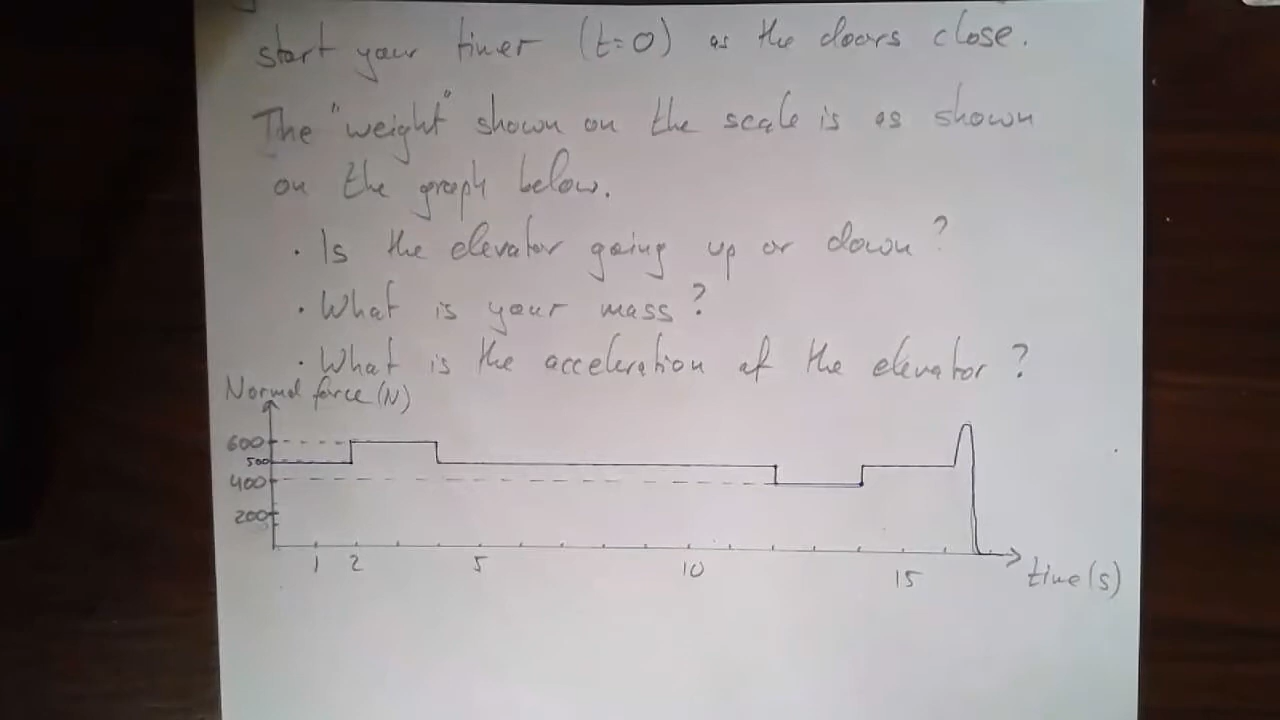 start your timer (t=0) as the doors close.
The "weight" shown on the scale is as shown
on the graph below.
· Is the elevator going up or down?
· What is your mass?
· What is the acceleration of the elevator?
Normal force (N)
600
500
400
200
1 2 5 10 15
time (s)